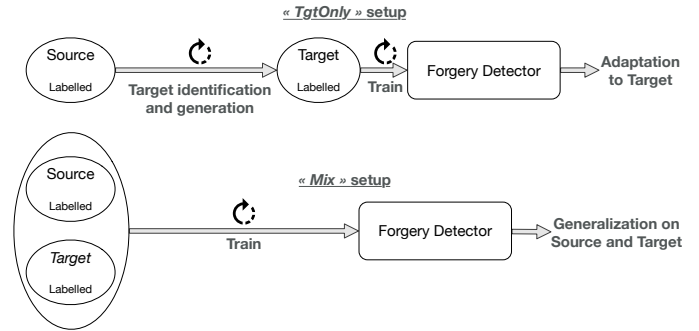 « TgtOnly » setup
Source
Labelled
Target identification
and generation
Target
Labelled
Train
Forgery Detector
Adaptation
to Target
« Mix » setup
Source
Labelled
Target
Labelled
Train
Forgery Detector
Generalization on
Source and Target